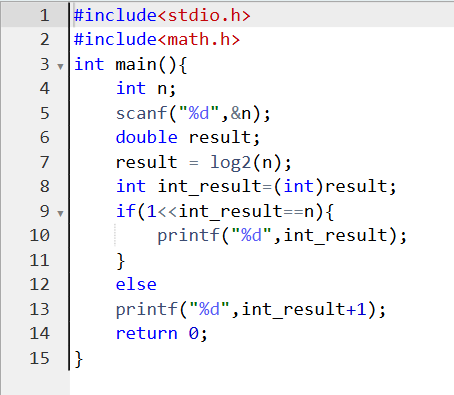 1 #include<stdio.h>
2 #include<math.h>
3 int main(){
4     int n;
5     scanf("%d",&n);
6     double result;
7     result = log2(n);
8     int int_result=(int)result;
9     if(1<<int_result==n){
10         printf("%d",int_result);
11     }
12     else
13     printf("%d",int_result+1);
14     return 0;
15 }